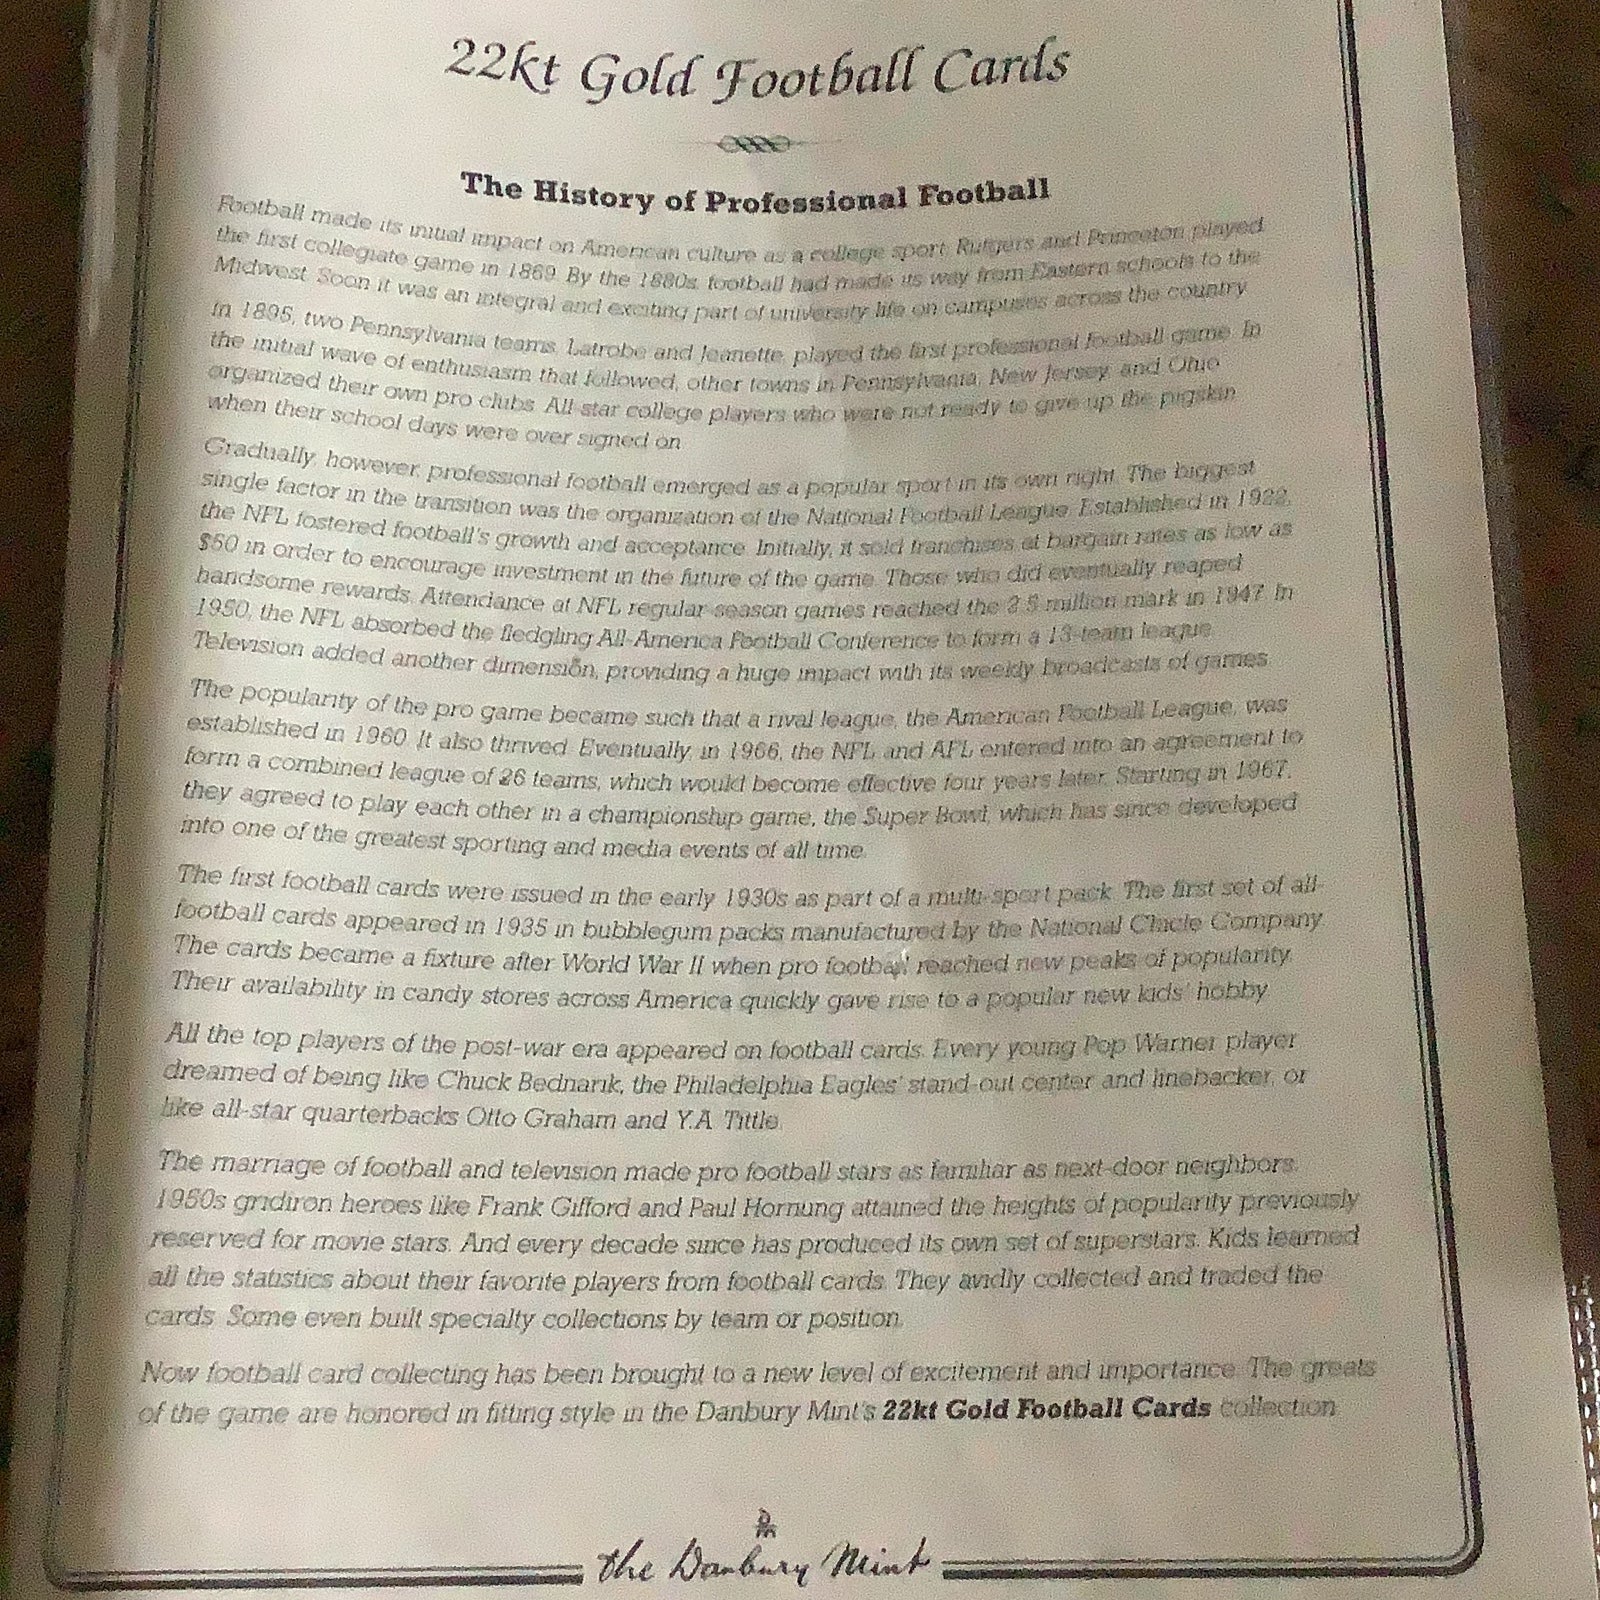 22kt Gold Football Cards
The History of Professional Football
Football made its initial impact on American culture as a college sport. Rutgers and Princeton played
the first collegiate game in 1869. By the 1880s, football had made its way from Eastern schools to the
Midwest. Soon it was an integral and exciting part of university life on campuses across the country.
In 1895, two Pennsylvania teams, Latrobe and Jeanette, played the first professional football game. In
the initial wave of enthusiasm that followed, other towns in Pennsylvania, New Jersey, and Ohio
organized their own pro clubs. All-star college players who were not ready to give up the pigskin
when their school days were over signed on.
Gradually, however, professional football emerged as a popular sport in its own right. The biggest
single factor in the transition was the organization of the National Football League. Established in 1922,
the NFL fostered football's growth and acceptance. Initially, it sold franchises at bargain rates as low as
$50 in order to encourage investment in the future of the game. Those who did eventually reaped
handsome rewards. Attendance at NFL regular-season games reached the 2.5 million mark in 1947. In
1950, the NFL absorbed the fledgling All-America Football Conference to form a 13-team league.
Television added another dimension, providing a huge impact with its weekly broadcasts of games.
The popularity of the pro game became such that a rival league, the American Football League, was
established in 1960. It also thrived. Eventually, in 1966, the NFL and AFL entered into an agreement to
form a combined league of 26 teams, which would become effective four years later. Starting in 1967,
they agreed to play each other in a championship game, the Super Bowl, which has since developed
into one of the greatest sporting and media events of all time.
The first football cards were issued in the early 1930s as part of a multi-sport pack. The first set of all-
football cards appeared in 1935 in bubblegum packs manufactured by the National Chicle Company.
The cards became a fixture after World War II when pro football reached new peaks of popularity.
Their availability in candy stores across America quickly gave rise to a popular new kids' hobby.
All the top players of the post-war era appeared on football cards. Every young Pop Warner player
dreamed of being like Chuck Bednarik, the Philadelphia Eagles' stand-out center and linebacker, or
like all-star quarterbacks Otto Graham and Y.A. Tittle.
The marriage of football and television made pro football stars as familiar as next-door neighbors.
1950s gridiron heroes like Frank Gifford and Paul Hornung attained the heights of popularity previously
reserved for movie stars. And every decade since has produced its own set of superstars. Kids learned
all the statistics about their favorite players from football cards. They avidly collected and traded the
cards. Some even built specialty collections by team or position.
Now football card collecting has been brought to a new level of excitement and importance. The greats
of the game are honored in fitting style in the Danbury Mint's 22kt Gold Football Cards collection.
DM
the Danbury Mint